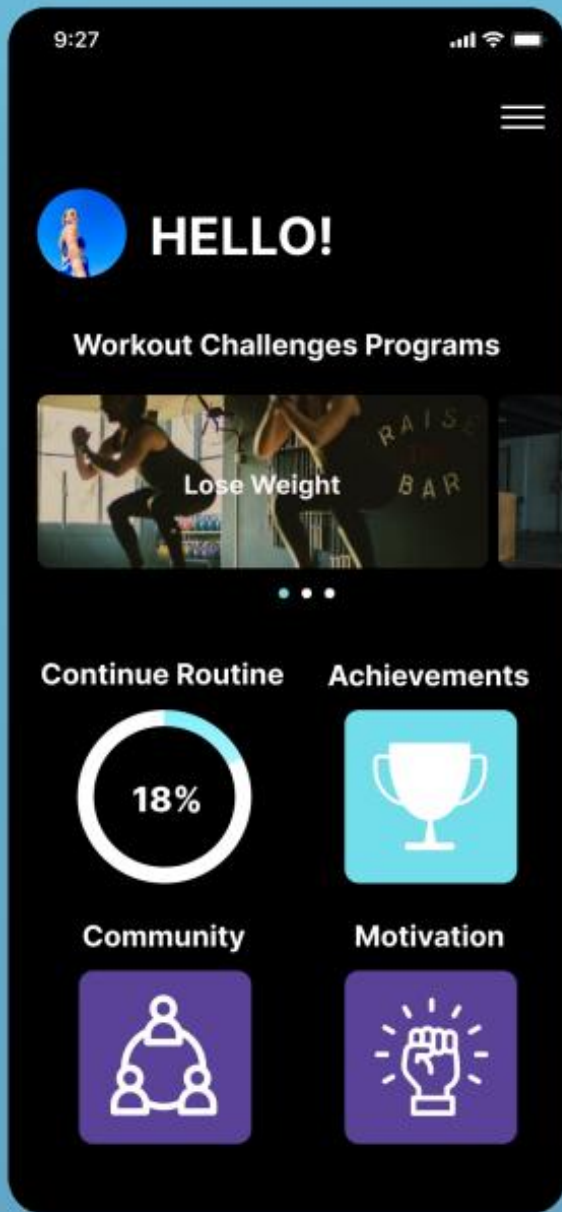 9:27
HELLO!
Workout Challenges Programs
RAISE
Lose Weight
BAR
Continue Routine
Achievements
18%
Community
Motivation